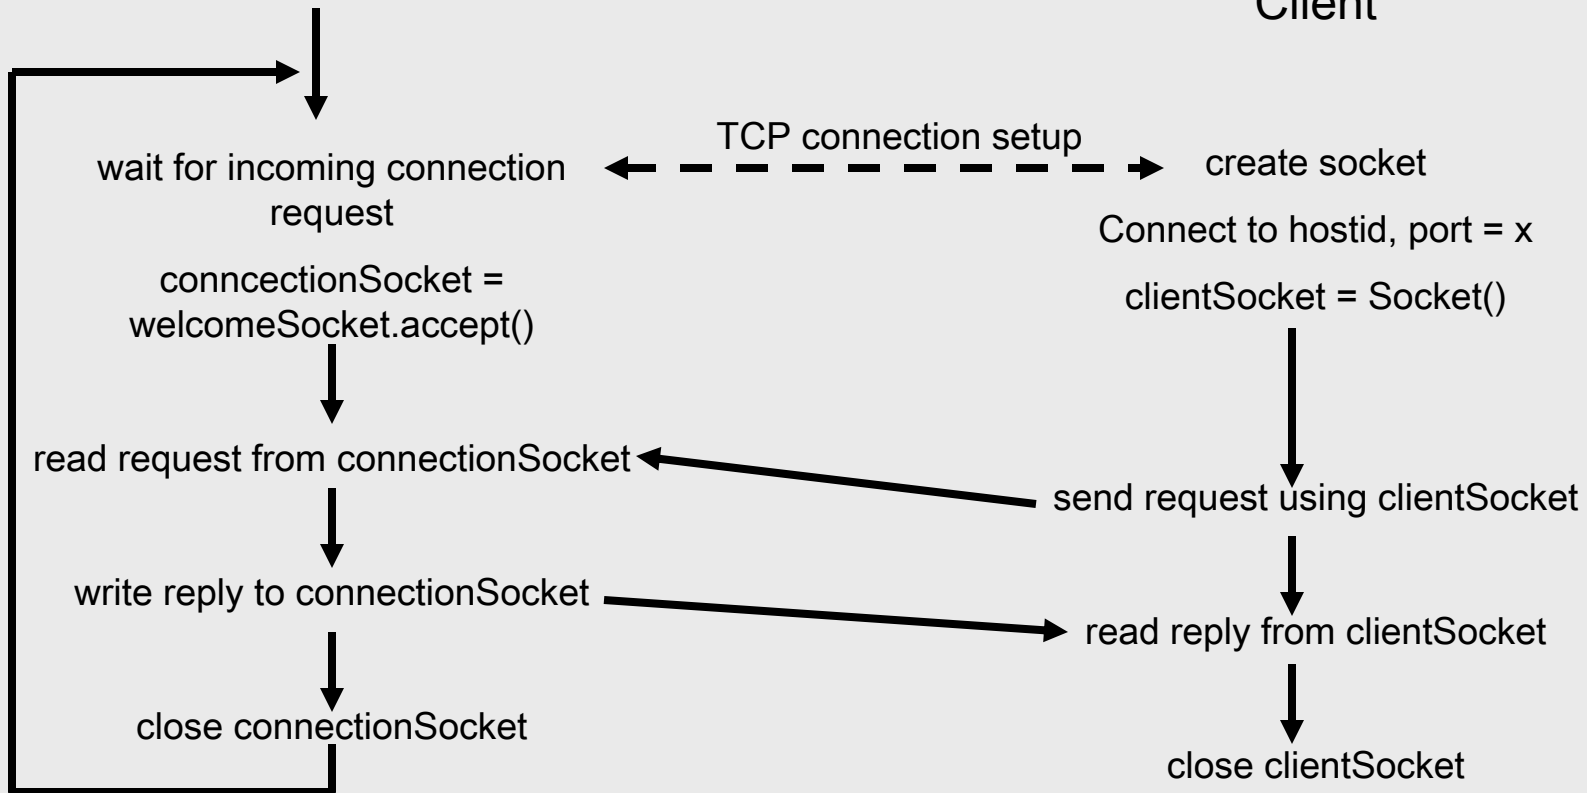 Client
TCP connection setup
wait for incoming connection
request
conncectionSocket =
welcomeSocket.accept()
read request from connectionSocket
write reply to connectionSocket
close connectionSocket
create socket
Connect to hostid, port = x
clientSocket = Socket()
send request using clientSocket
read reply from clientSocket
close clientSocket